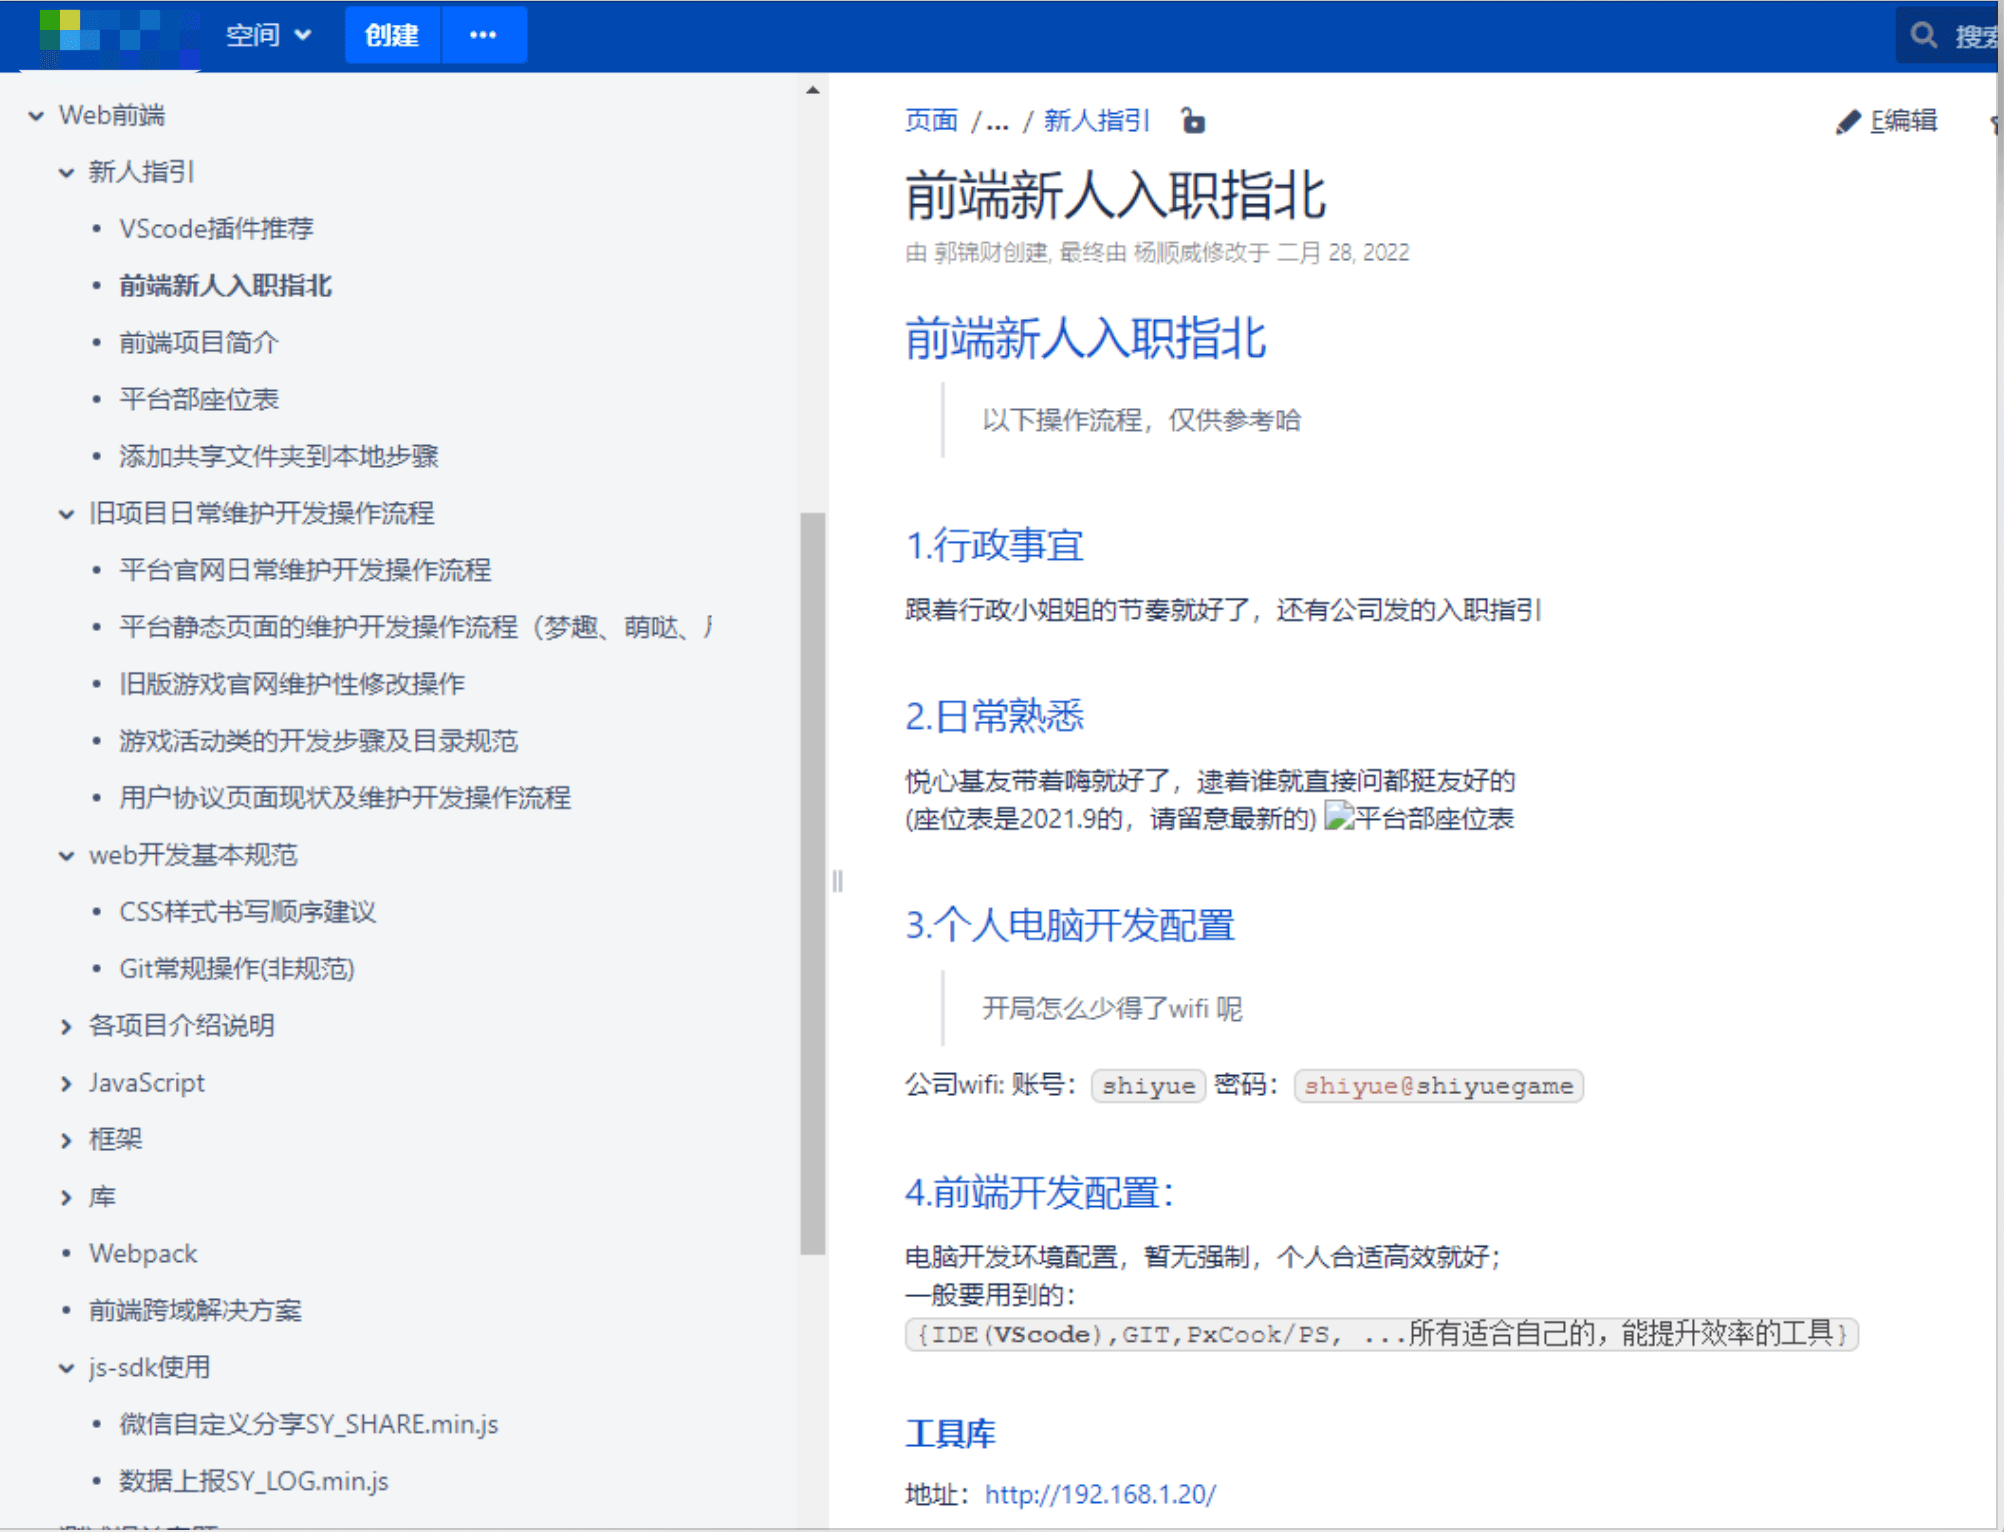 空间
创建
搜索
Web前端
新人指引
VScode插件推荐
前端新人入职指北
前端项目简介
平台部座位表
添加共享文件夹到本地步骤
旧项目日常维护开发操作流程
平台官网日常维护开发操作流程
平台静态页面的维护开发操作流程（梦趣、萌哒、
旧版游戏官网维护性修改操作
游戏活动类的开发步骤及目录规范
用户协议页面现状及维护开发操作流程
web开发基本规范
CSS样式书写顺序建议
Git常规操作(非规范)
各项目介绍说明
JavaScript
框架
库
Webpack
前端跨域解决方案
js-sdk使用
微信自定义分享SY_SHARE.min.js
数据上报SY_LOG.min.js
页面 /... / 新人指引
E编辑
前端新人入职指北
由 郭锦财创建, 最终由 杨顺威修改于 二月 28, 2022
前端新人入职指北
以下操作流程，仅供参考哈
1.行政事宜
跟着行政小姐姐的节奏就好了，还有公司发的入职指引
2.日常熟悉
悦心基友带着嗨就好了，逮着谁就直接问都挺友好的
(座位表是2021.9的，请留意最新的) 平台部座位表
3.个人电脑开发配置
开局怎么少得了wifi 呢
公司wifi: 账号： shiyue 密码： shiyue@shiyuegame
4.前端开发配置：
电脑开发环境配置，暂无强制，个人合适高效就好；
一般要用到的：
{IDE(VScode),GIT,PxCook/PS, ...所有适合自己的，能提升效率的工具}
工具库
地址：http://192.168.1.20/